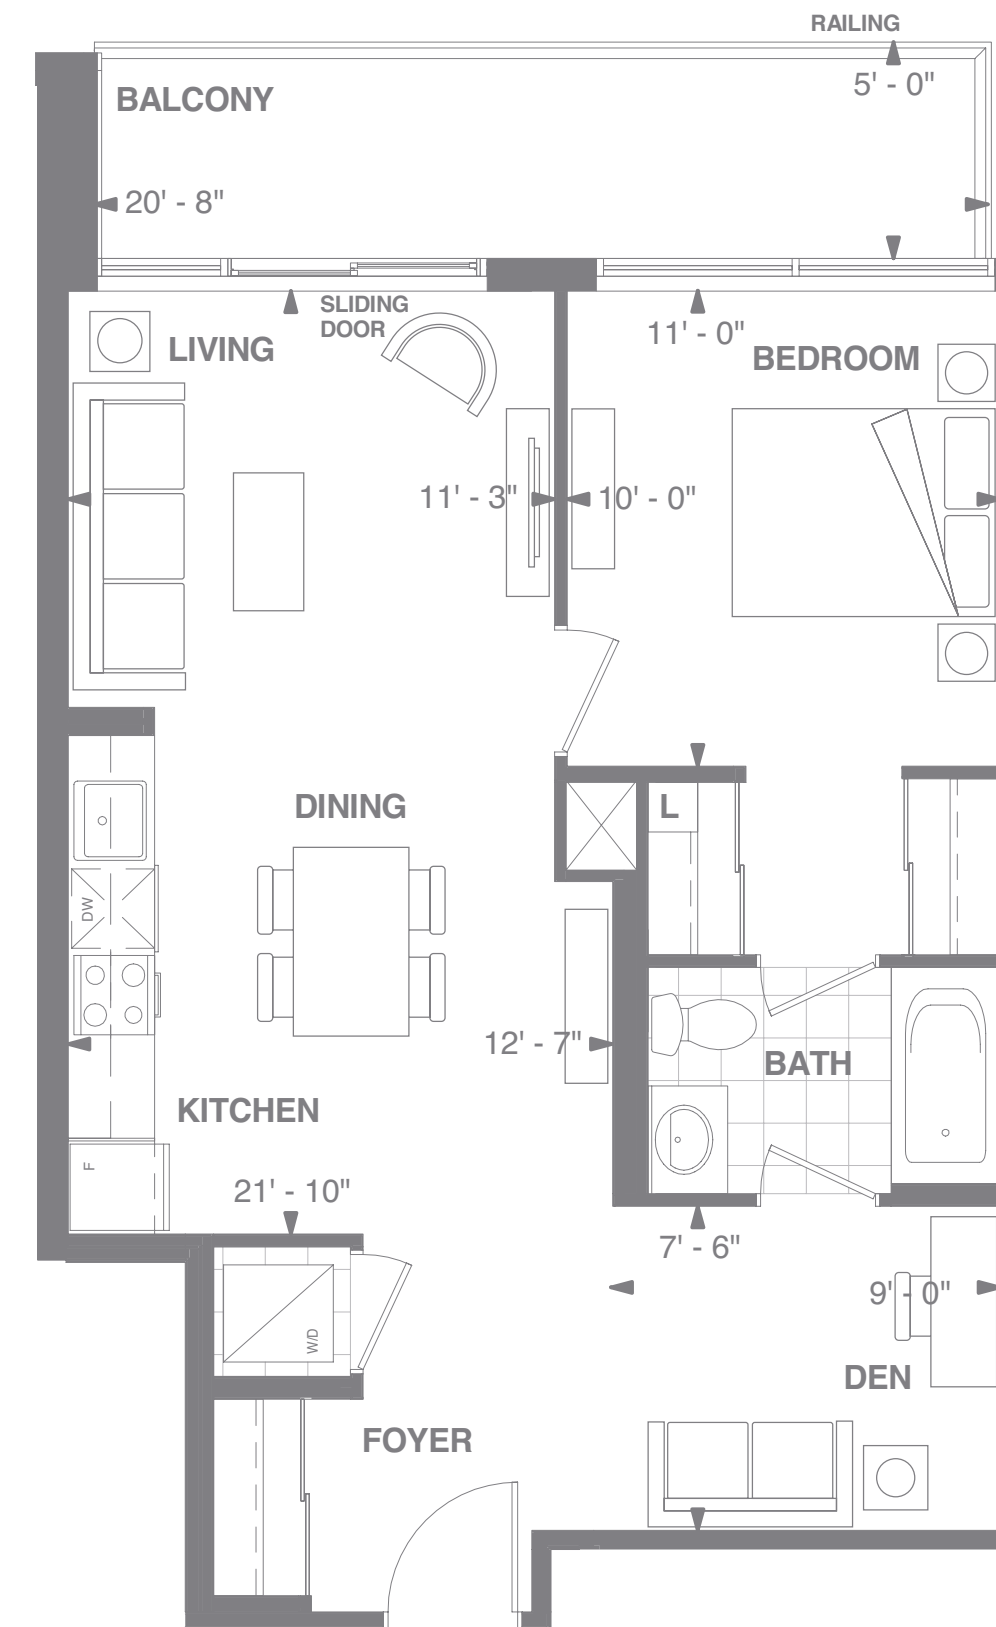 RAILING
5' - 0"
BALCONY
20' - 8"
SLIDING
DOOR
LIVING
11' - 0"
BEDROOM
11' - 3"
10' - 0"
DINING
L
DW
12' - 7"
BATH
KITCHEN
F
21' - 10"
7' - 6"
9' - 0"
W/D
DEN
FOYER